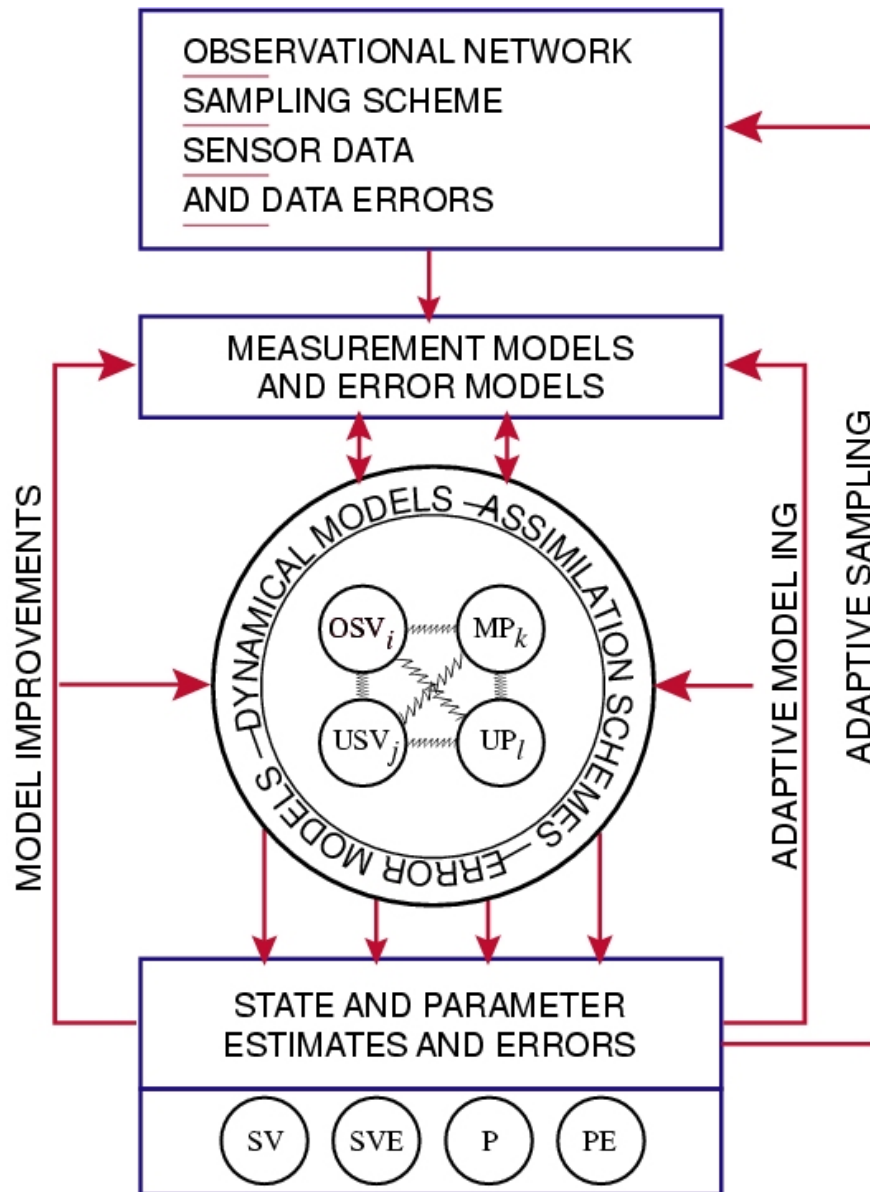 OBSERVATIONAL NETWORK
SAMPLING SCHEME
SENSOR DATA
AND DATA ERRORS
MEASUREMENT MODELS
AND ERROR MODELS
DYNAMICAL MODELS – ASSIMILATION SCHEMES – ERROR MODELS –
OSVi MPk
USVj UPl
MODEL IMPROVEMENTS
ADAPTIVE MODEL ING
ADAPTIVE SAMPLING
STATE AND PARAMETER
ESTIMATES AND ERRORS
SV SVE P PE